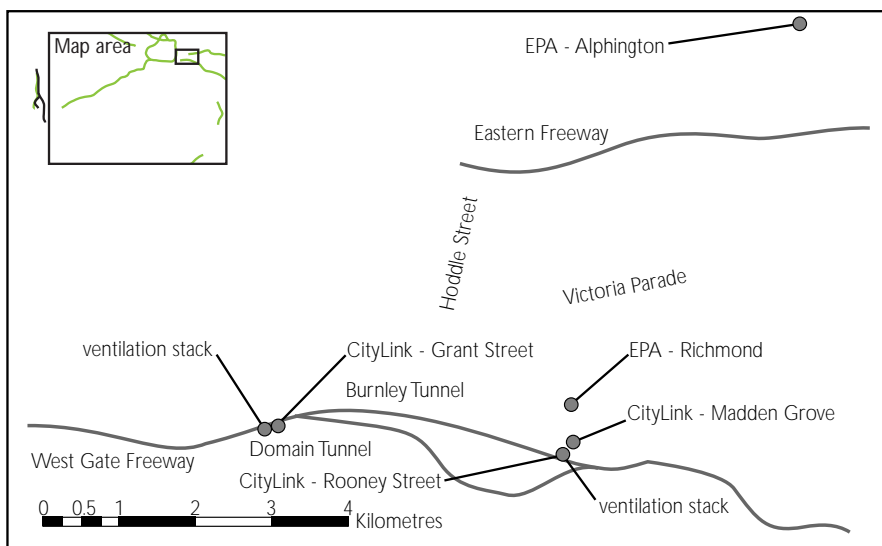 Map area
EPA - Alphington
Eastern Freeway
Hoddle Street
Victoria Parade
ventilation stack
CityLink - Grant Street
EPA - Richmond
Burnley Tunnel
CityLink - Madden Grove
Domain Tunnel
West Gate Freeway
CityLink - Rooney Street
ventilation stack
0 0.5 1 2 3 4
Kilometres